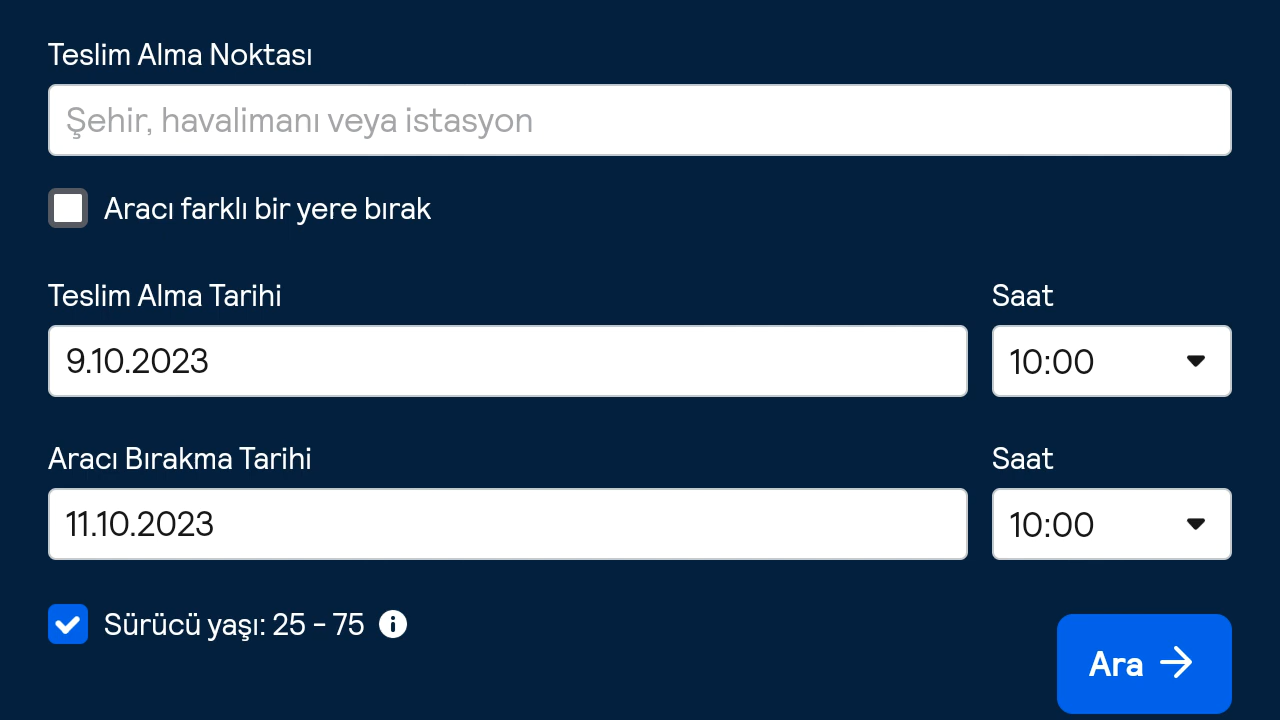 Teslim Alma Noktası
Şehir, havalimanı veya istasyon
Aracı farklı bir yere bırak
Teslim Alma Tarihi
Saat
9.10.2023
10:00
Aracı Bırakma Tarihi
Saat
11.10.2023
10:00
Sürücü yaşı: 25 - 75
Ara